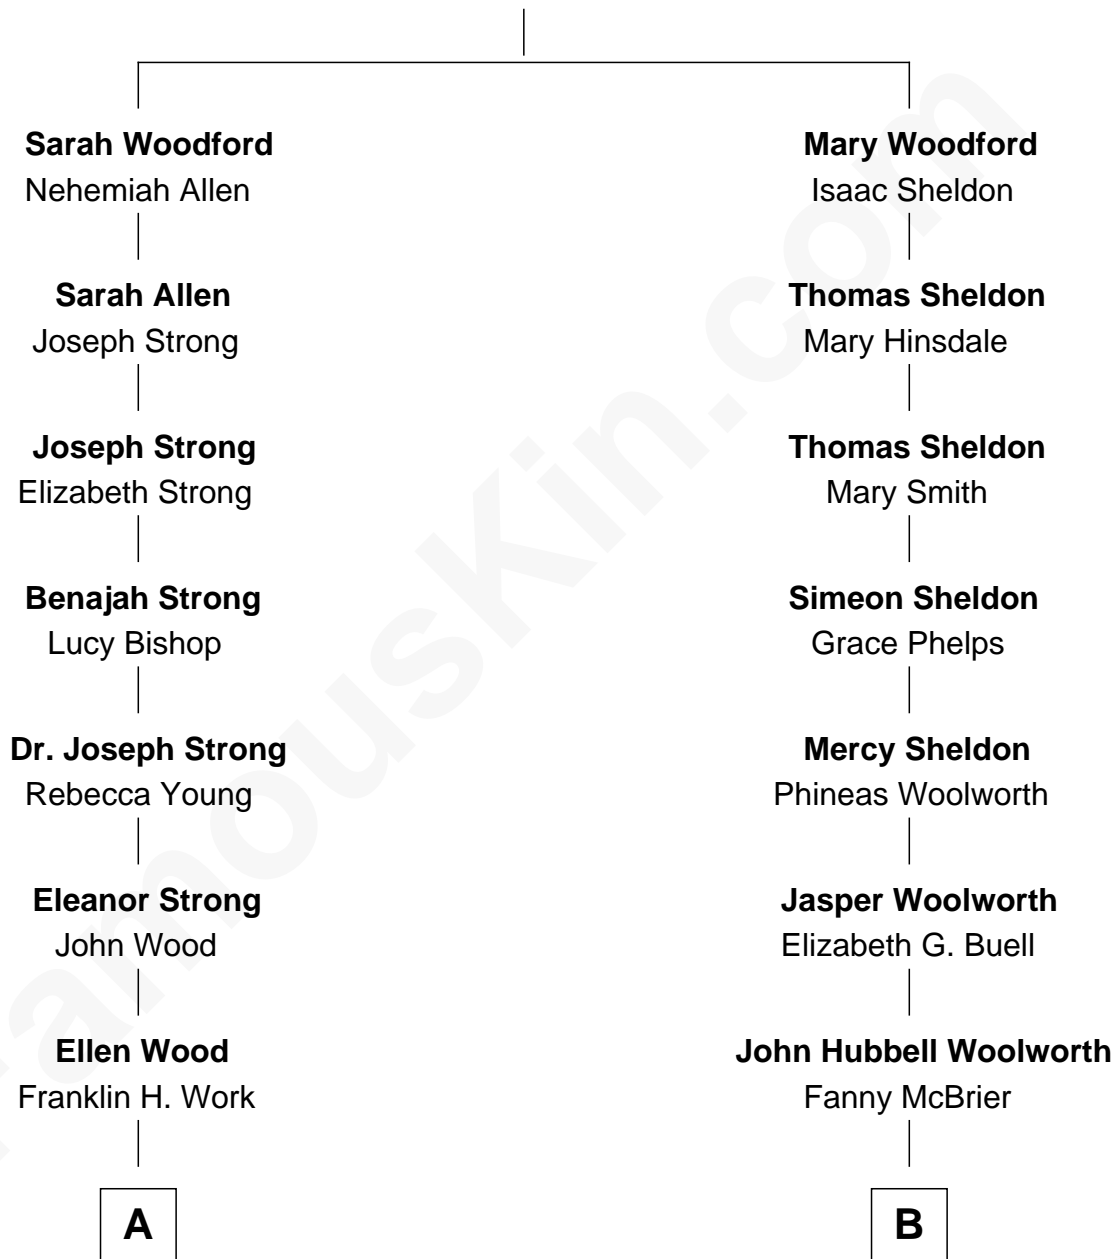 Sarah Woodford
Nehemiah Allen
Mary Woodford
Isaac Sheldon
Sarah Allen
Joseph Strong
Thomas Sheldon
Mary Hinsdale
Joseph Strong
Elizabeth Strong
Thomas Sheldon
Mary Smith
Benajah Strong
Lucy Bishop
Simeon Sheldon
Grace Phelps
Dr. Joseph Strong
Rebecca Young
Mercy Sheldon
Phineas Woolworth
Eleanor Strong
John Wood
Jasper Woolworth
Elizabeth G. Buell
Ellen Wood
Franklin H. Work
John Hubbell Woolworth
Fanny McBrier
A
B
FamousKin.com